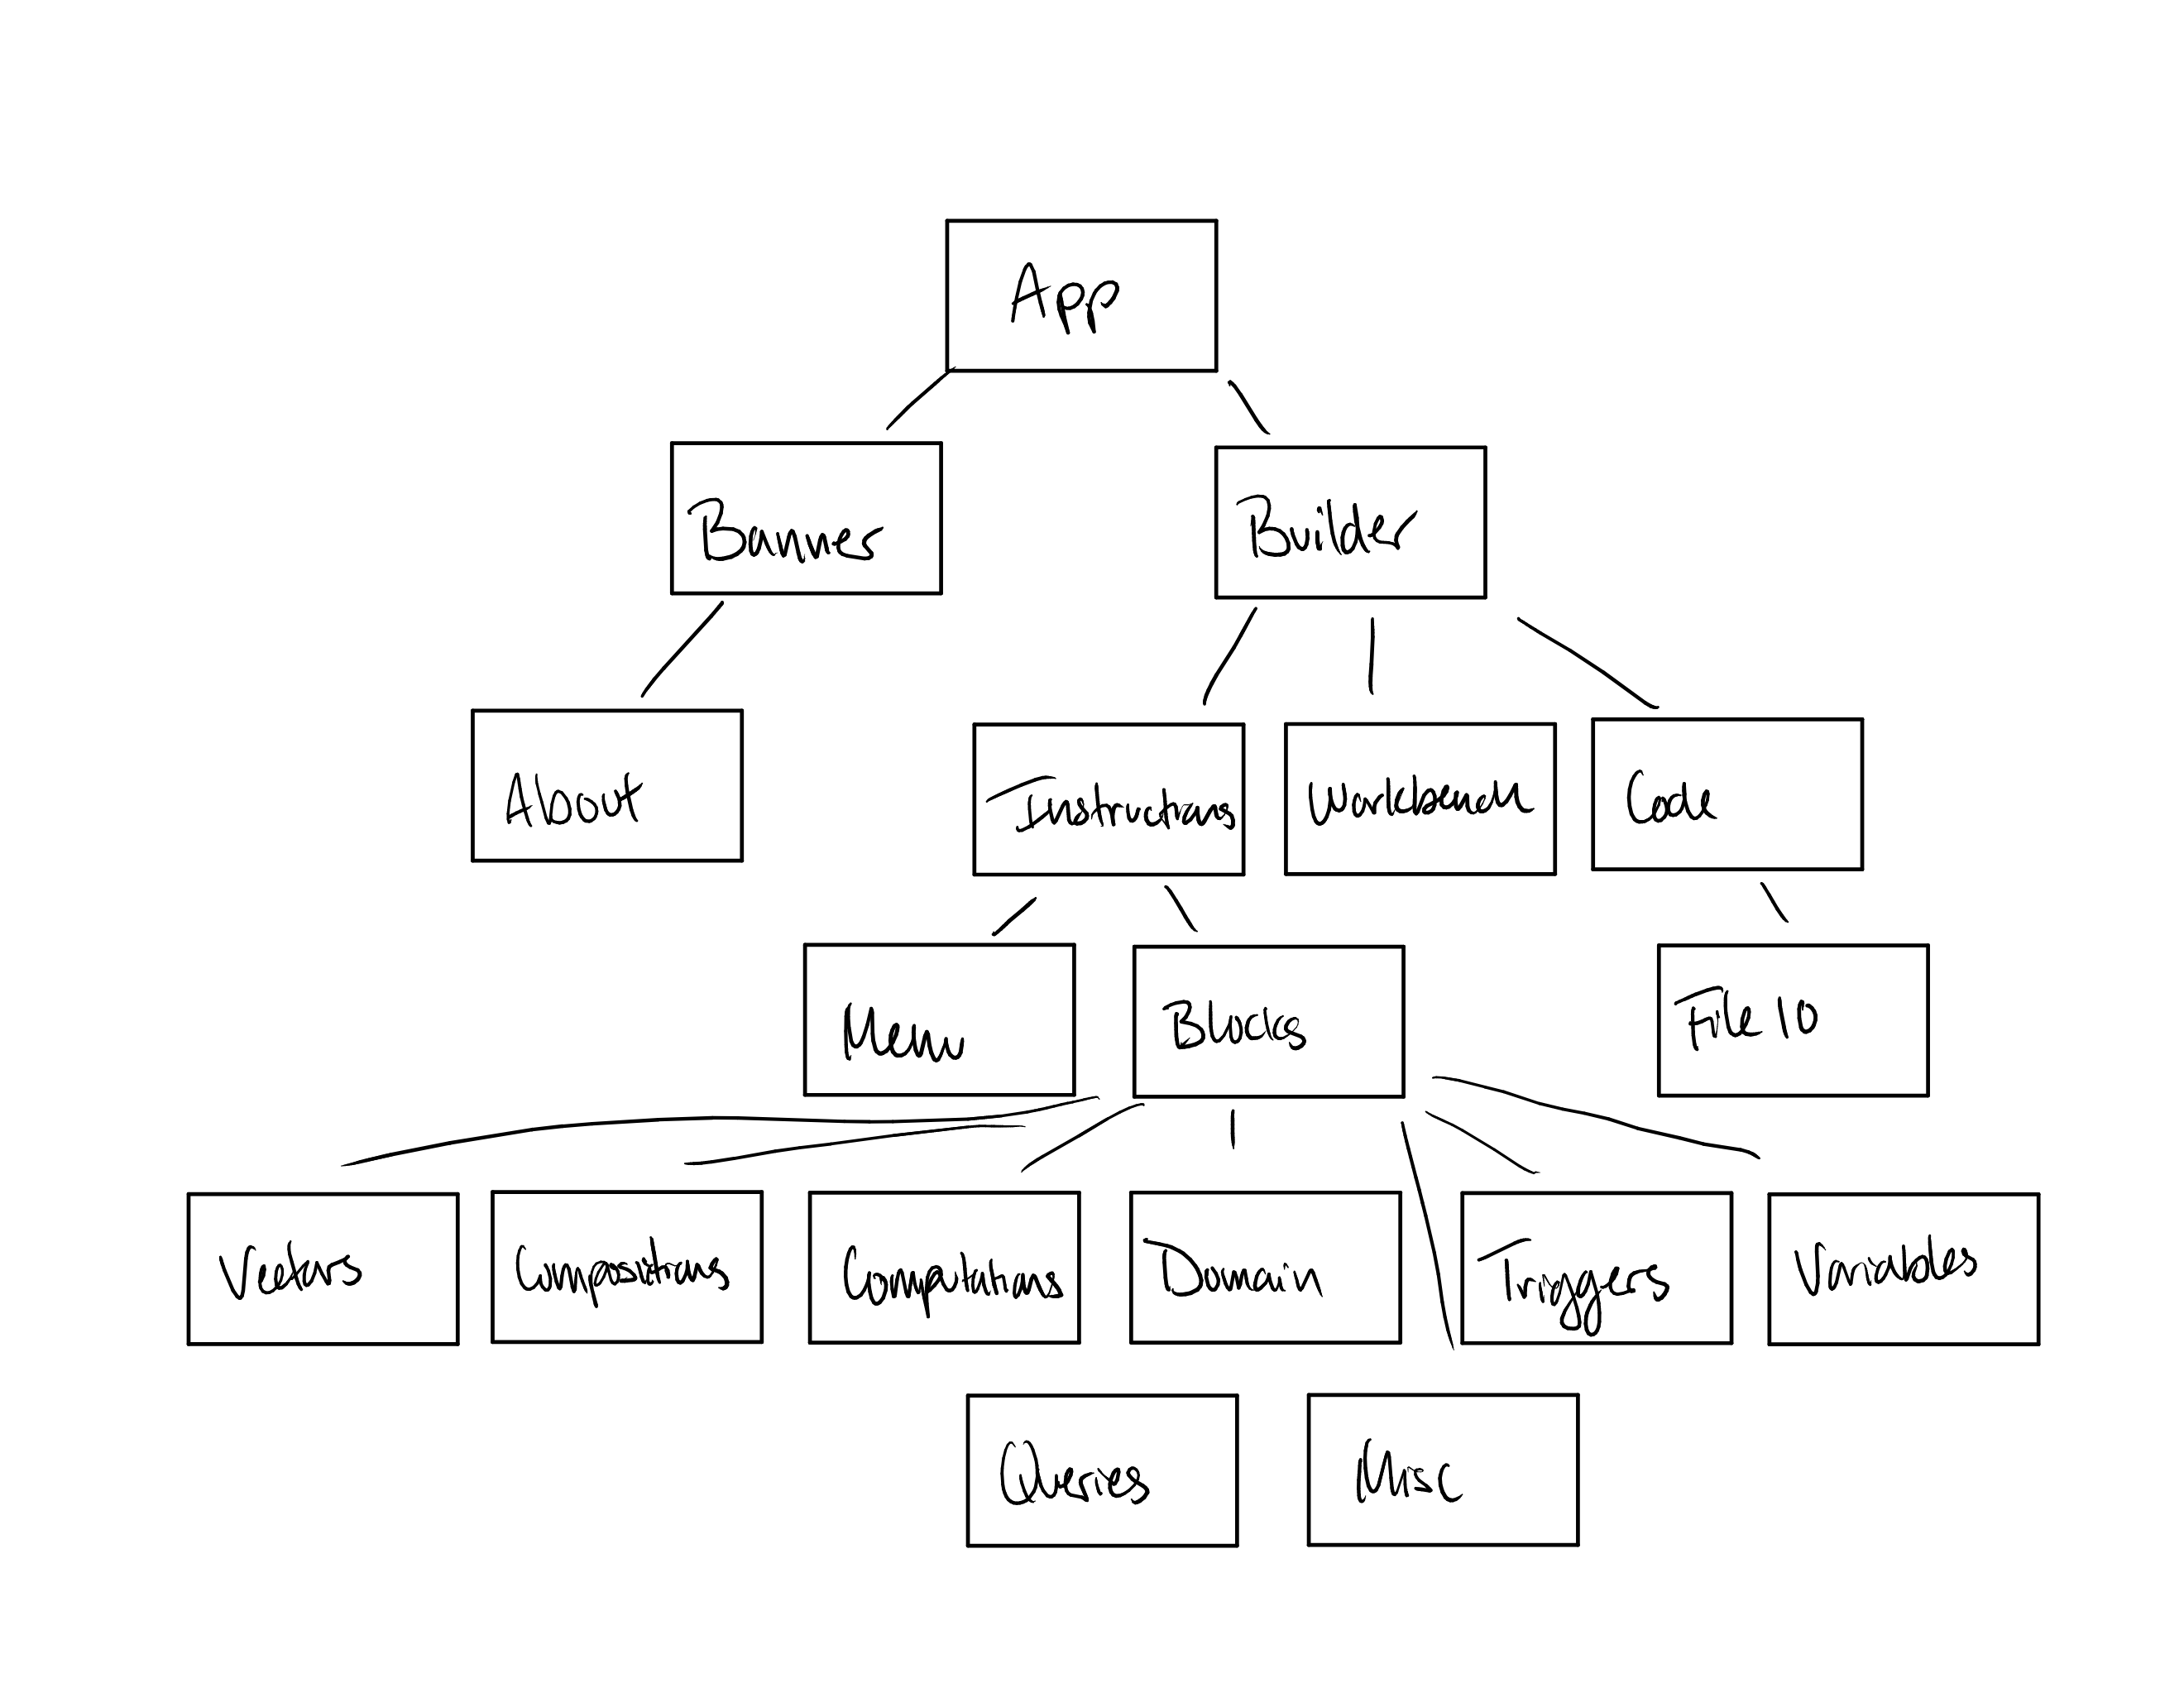 App
Banner
Builder
About
Instructions
Workbench
Code
Menu
Blocks
File IO
Vectors
Compositions
Computations
Domain
Triggers
Variables
Queries
Misc